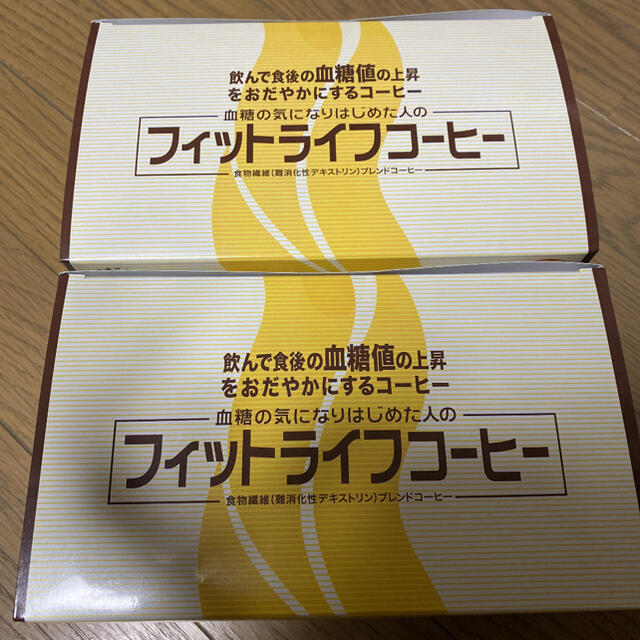 飲んで食後の血糖値の上昇
をおだやかにするコーヒー
血糖の気になりはじめた人の
フィットライフコーヒー
食物繊維(難消化性デキストリン)ブレンドコーヒー
飲んで食後の血糖値の上昇
をおだやかにするコーヒー
血糖の気になりはじめた人の
フィットライフコーヒー
食物繊維(難消化性デキストリン)ブレンドコーヒー